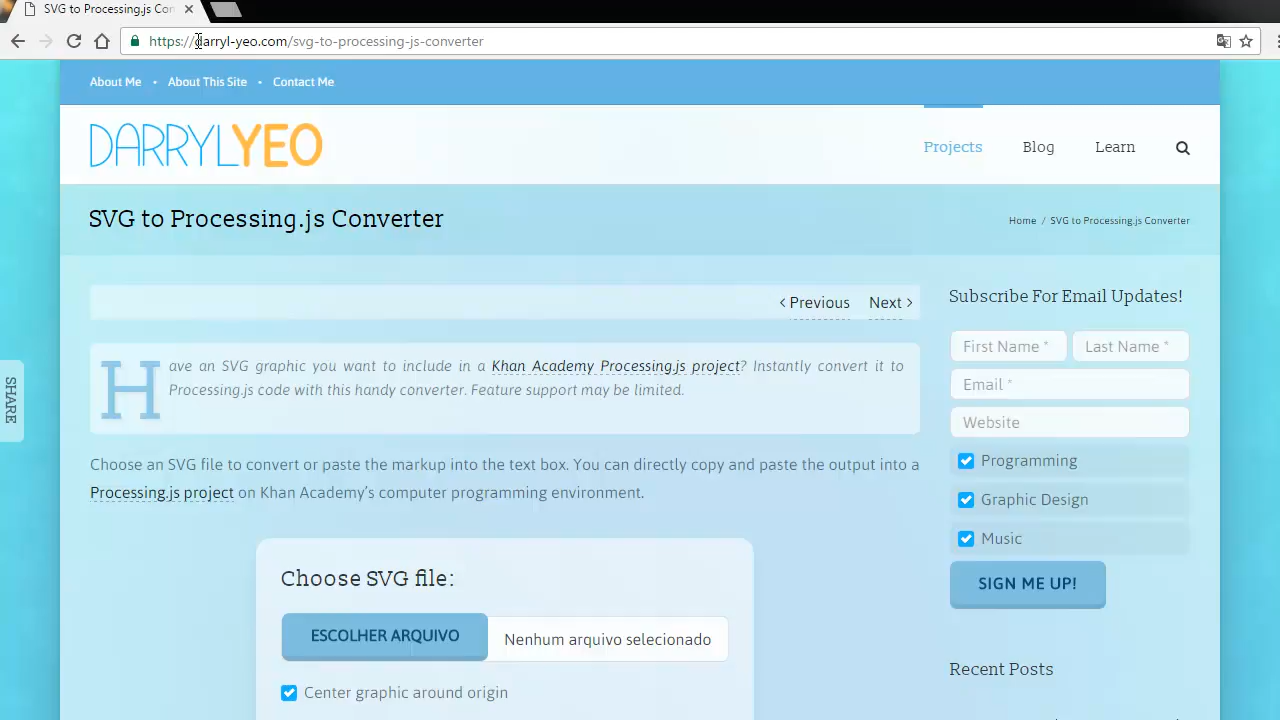 SVG to Processing.js Con
https://darryl-yeo.com/svg-to-processing-js-converter
About Me • About This Site • Contact Me
DARRYLYEO
Projects Blog Learn
SVG to Processing.js Converter
Home / SVG to Processing.js Converter
< Previous Next >
Have an SVG graphic you want to include in a Khan Academy Processing.js project? Instantly convert it to
Processing.js code with this handy converter. Feature support may be limited.
Choose an SVG file to convert or paste the markup into the text box. You can directly copy and paste the output into a
Processing.js project on Khan Academy’s computer programming environment.
Choose SVG file:
ESCOLHER ARQUIVO Nenhum arquivo selecionado
Center graphic around origin
SHARE
Subscribe For Email Updates!
First Name * Last Name *
Email *
Website
Programming
Graphic Design
Music
SIGN ME UP!
Recent Posts